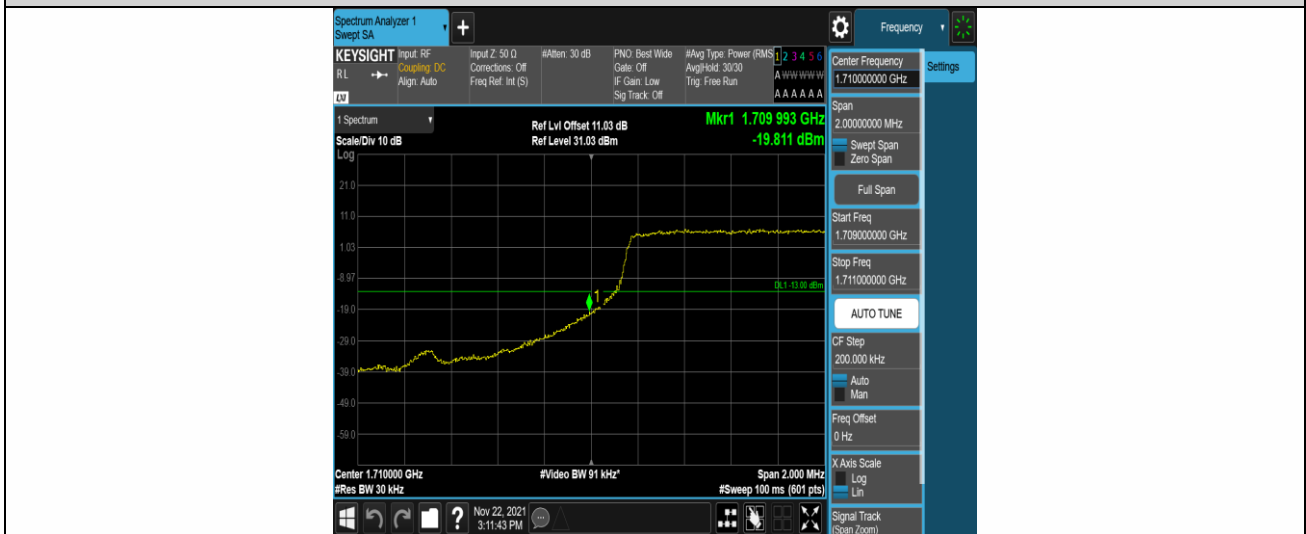 Spectrum Analyzer 1
Swept SA
+
Frequency
KEYSIGHT
RL
LXI
Input: RF
Coupling: DC
Align: Auto
Input Z: 50 Ω
Corrections: Off
Freq Ref: Int (S)
#Atten: 30 dB
PNO: Best Wide
Gate: Off
IF Gain: Low
Sig Track: Off
#Avg Type: Power (RMS
Avg|Hold: 30/30
Trig: Free Run
1 2 3 4 5 6
A W W W W W
A A A A A A
1 Spectrum
Scale/Div 10 dB
Log
Ref Lvl Offset 11.03 dB
Ref Level 31.03 dBm
Mkr1 1.709 993 GHz
-19.811 dBm
21.0
11.0
1.03
-8.97
DL1 -13.00 dBm
1
-19.0
-29.0
-39.0
-49.0
-59.0
Center 1.710000 GHz
#Video BW 91 kHz*
Span 2.000 MHz
#Res BW 30 kHz
#Sweep 100 ms (601 pts)
?
Nov 22, 2021
3:11:43 PM
Center Frequency
1.710000000 GHz
Settings
Span
2.00000000 MHz
Swept Span
Zero Span
Full Span
Start Freq
1.709000000 GHz
Stop Freq
1.711000000 GHz
AUTO TUNE
CF Step
200.000 kHz
Auto
Man
Freq Offset
0 Hz
X Axis Scale
Log
Lin
Signal Track
(Span Zoom)